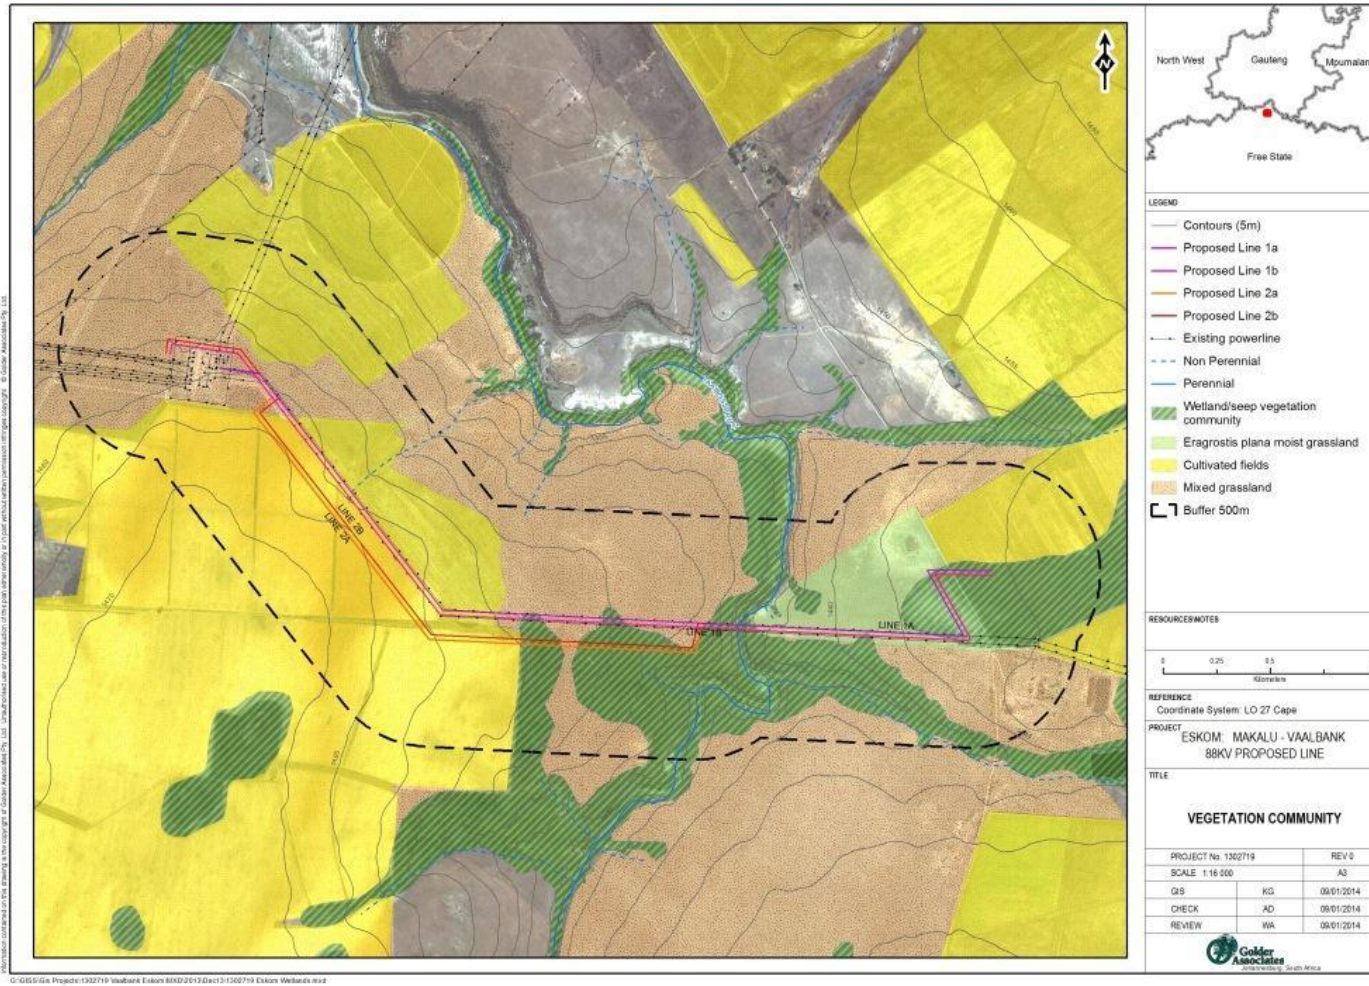 North West
Gauteng
Mpumalan
Free State
N
LEGEND
Contours (5m)
Proposed Line 1a
Proposed Line 1b
Proposed Line 2a
Proposed Line 2b
Existing powerline
Non Perennial
Perennial
Wetland/seep vegetation
community
Eragrostis plana moist grassland
Cultivated fields
Mixed grassland
Buffer 500m
LINE 2B
LINE 2A
LINE 1B
LINE 1A
RESOURCES/NOTES
0 0.25 0.5
Kilometers
REFERENCE
Coordinate System: LO 27 Cape
PROJECT
ESKOM: MAKALU - VAALBANK
88KV PROPOSED LINE
TITLE
VEGETATION COMMUNITY
PROJECT No. 1302719 REV 0
SCALE 1:16 000 A3
GIS KG 09/01/2014
CHECK AD 09/01/2014
REVIEW WA 09/01/2014
Golder
Associates
Johannesburg, South Africa